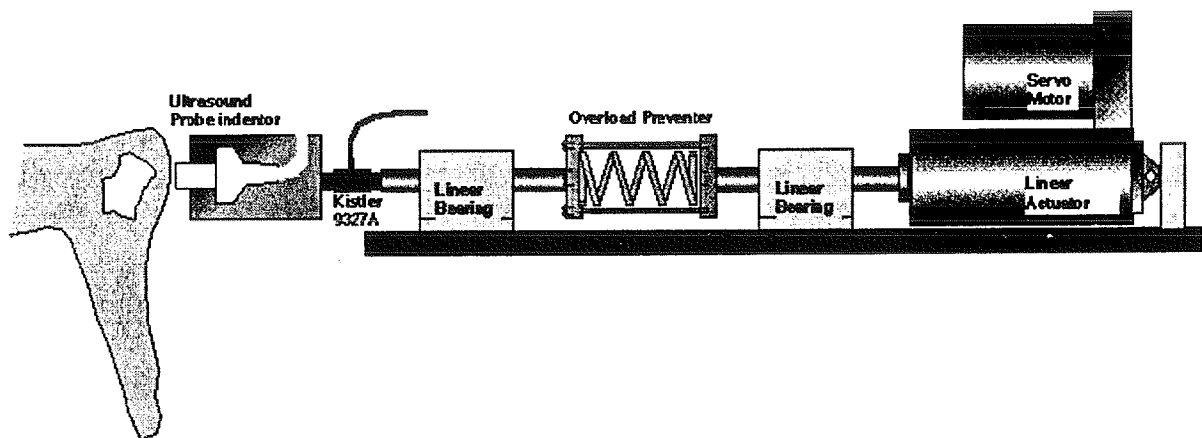 Ultrasound
Probe indentor
Kistler
9327A
Linear
Bearing
Overload Preventer
Linear
Bearing
Servo
Motor
Linear
Actuator